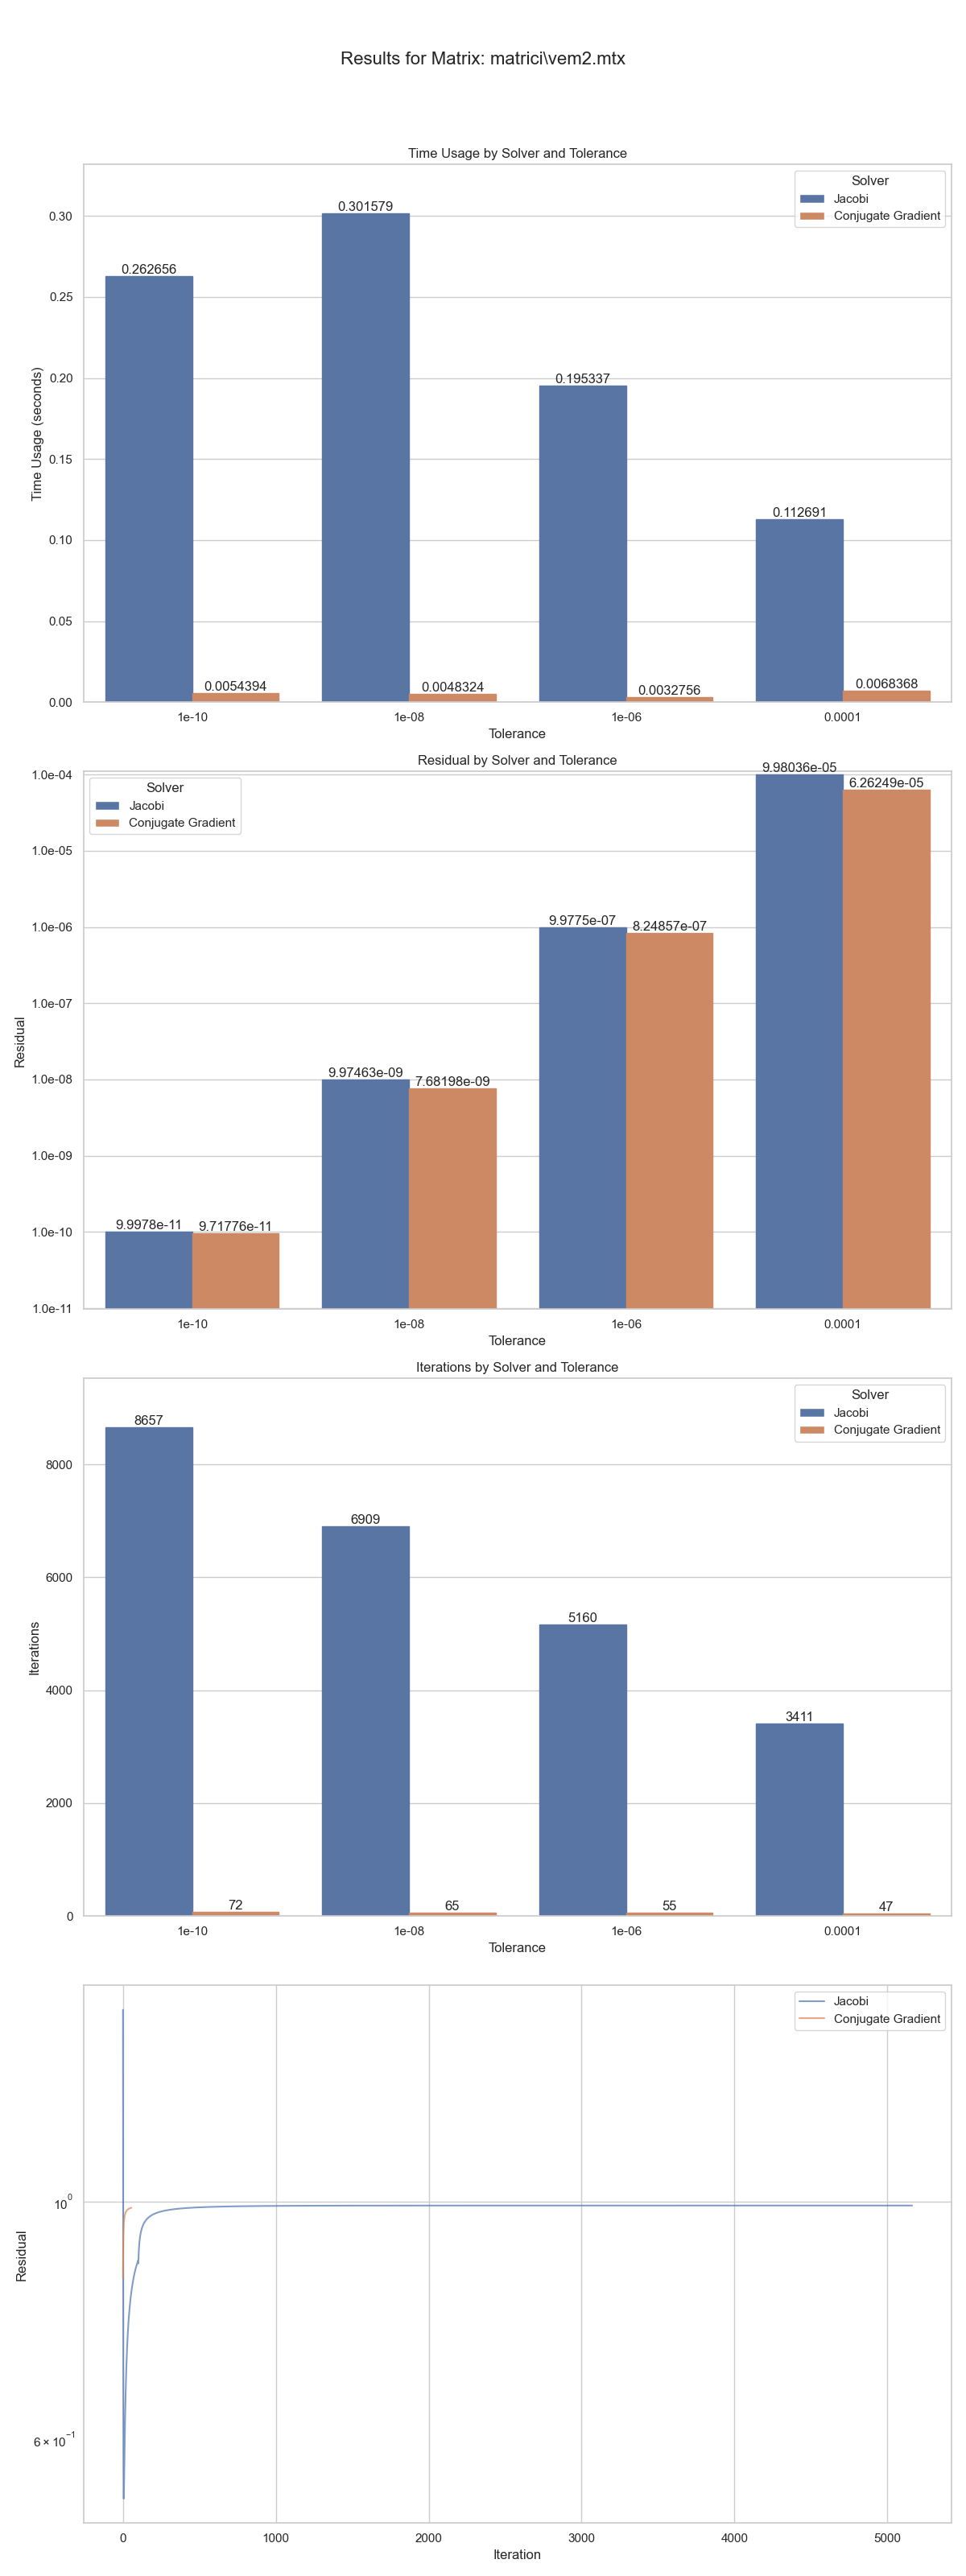 Results for Matrix: matrici\vem2.mtx
Time Usage by Solver and Tolerance
Solver
Jacobi
Conjugate Gradient
0.30
0.25
0.20
0.15
0.10
0.05
0.00
Time Usage (seconds)
0.262656
0.0054394
0.301579
0.0048324
0.195337
0.0032756
0.112691
0.0068368
1e-10
1e-08
1e-06
0.0001
Tolerance
Residual by Solver and Tolerance
Solver
Jacobi
Conjugate Gradient
1.0e-04
1.0e-05
1.0e-06
1.0e-07
1.0e-08
1.0e-09
1.0e-10
1.0e-11
Residual
9.9978e-11
9.71776e-11
9.97463e-09
7.68198e-09
9.9775e-07
8.24857e-07
9.98036e-05
6.26249e-05
1e-10
1e-08
1e-06
0.0001
Tolerance
Iterations by Solver and Tolerance
Solver
Jacobi
Conjugate Gradient
8000
6000
4000
2000
0
Iterations
8657
72
6909
65
5160
55
3411
47
1e-10
1e-08
1e-06
0.0001
Tolerance
Jacobi
Conjugate Gradient
10⁰
6 × 10⁻¹
Residual
0
1000
2000
3000
4000
5000
Iteration